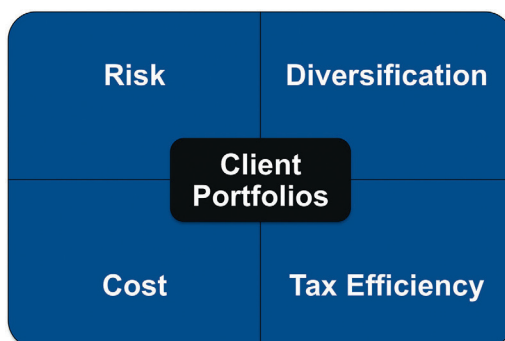 Risk
Diversification
Client
Portfolios
Cost
Tax Efficiency